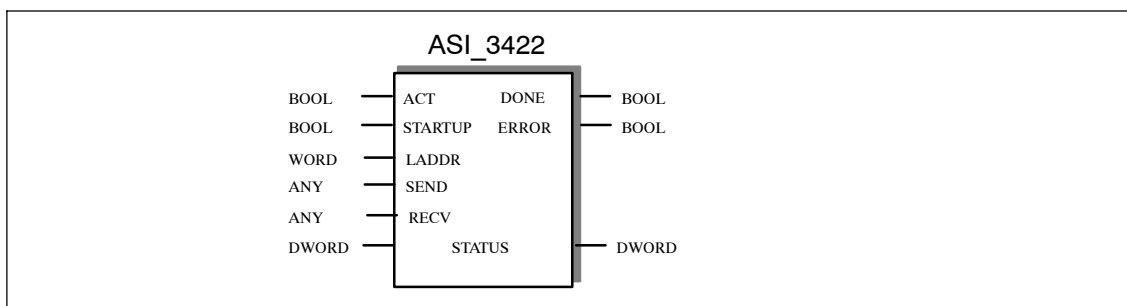 ASI_3422
BOOL ACT DONE BOOL
BOOL STARTUP ERROR BOOL
WORD LADDR
ANY SEND
ANY RECV
DWORD STATUS DWORD